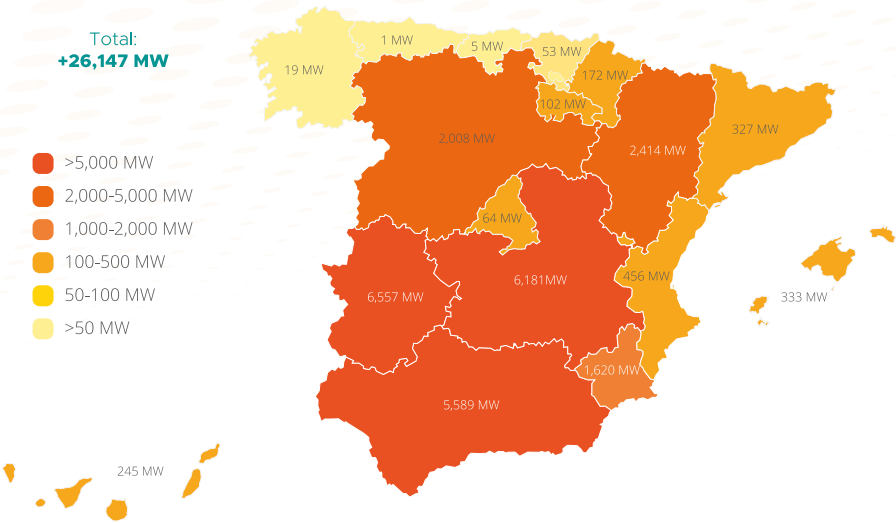 Total:
+26,147 MW
>5,000 MW
2,000-5,000 MW
1,000-2,000 MW
100-500 MW
50-100 MW
>50 MW
19 MW
1 MW
5 MW
53 MW
172 MW
102 MW
2,008 MW
2,414 MW
327 MW
64 MW
6,181MW
456 MW
6,557 MW
333 MW
1,620 MW
5,589 MW
245 MW